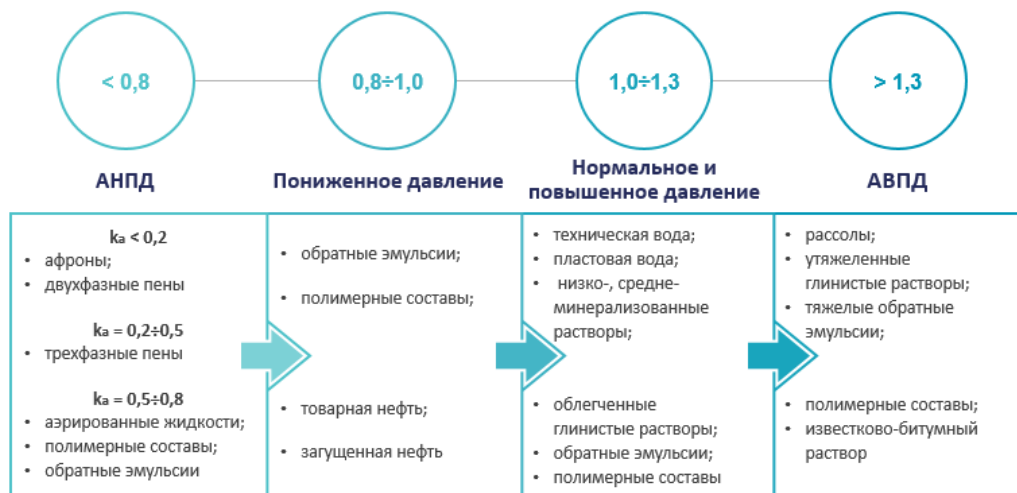 < 0,8
0,8÷1,0
1,0÷1,3
> 1,3
АНПД
Пониженное давление
Нормальное и
повышенное давление
АВПД
kа < 0,2
• афроны;
• двухфазные пены
kа = 0,2÷0,5
• трехфазные пены
kа = 0,5÷0,8
• аэрированные жидкости;
• полимерные составы;
• обратные эмульсии
• обратные эмульсии;
• полимерные составы;
• товарная нефть;
• загущенная нефть
• техническая вода;
• пластовая вода;
• низко-, средне-
минерализованные
растворы;
• облегченные
глинистые растворы;
• обратные эмульсии;
• полимерные составы
• рассолы;
• утяжеленные
глинистые растворы;
• тяжелые обратные
эмульсии;
• полимерные составы;
• известково-битумный
раствор